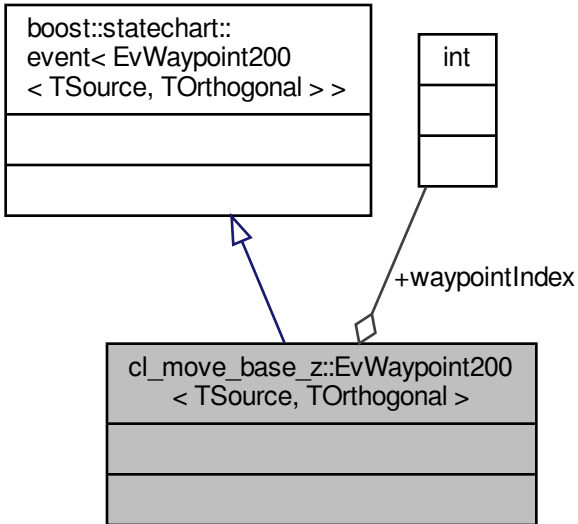 boost::statechart::
event< EvWaypoint200
< TSource, TOrthogonal > >
int
+waypointIndex
cl_move_base_z::EvWaypoint200
< TSource, TOrthogonal >